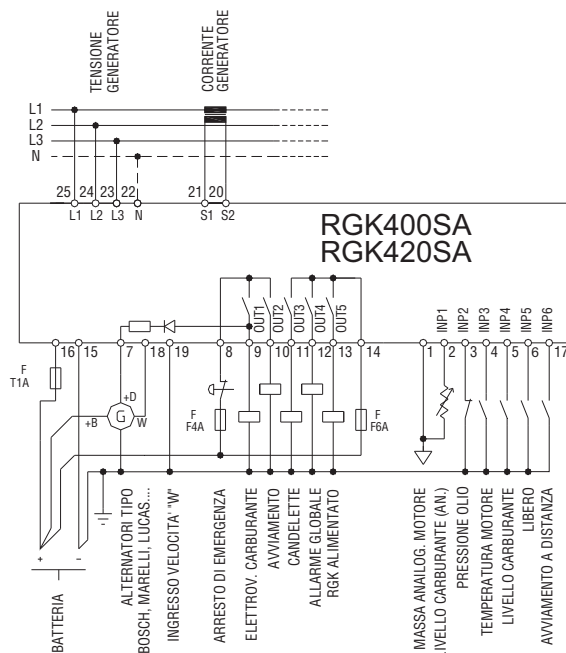 TENSIONE
GENERATORE
CORRENTE
GENERATORE
L1
L2
L3
N
25 24 23 22 21 20
L1 L2 L3 N S1 S2
RGK400SA
RGK420SA
OUT1
OUT2
OUT3
OUT4
OUT5
INP1
INP2
INP3
INP4
INP5
INP6
16 15 7 18 19 8 9 10 11 12 13 14 1 2 3 4 5 6 17
F
T1A
+D
+B
G
W
F
F4A
F
F6A
+ −
BATTERIA
ALTERNATORI TIPO
BOSCH, MARELLI, LUCAS....
INGRESSO VELOCITA' "W"
ARRESTO DI EMERGENZA
ELETTROV. CARBURANTE
AVVIAMENTO
CANDELETTE
ALLARME GLOBALE
RGK ALIMENTATO
MASSA ANAILOG. MOTORE
LIVELLO CARBURANTE (AN.)
PRESSIONE OLIO
TEMPERATURA MOTORE
LIVELLO CARBURANTE
LIBERO
AVVIAMENTO A DISTANZA